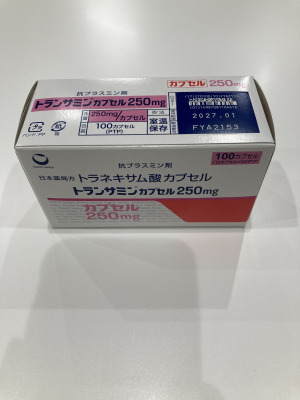 抗プラスミン剤
トランサミンカプセル250mg
250mg/カプセル
100カプセル
(PTP)
室温
保存
カプセル 250mg
2027.01
FYA2153
抗プラスミン剤
日本薬局方 トラネキサム酸カプセル
トランサミンカプセル250mg
100カプセル
カプセル
250mg